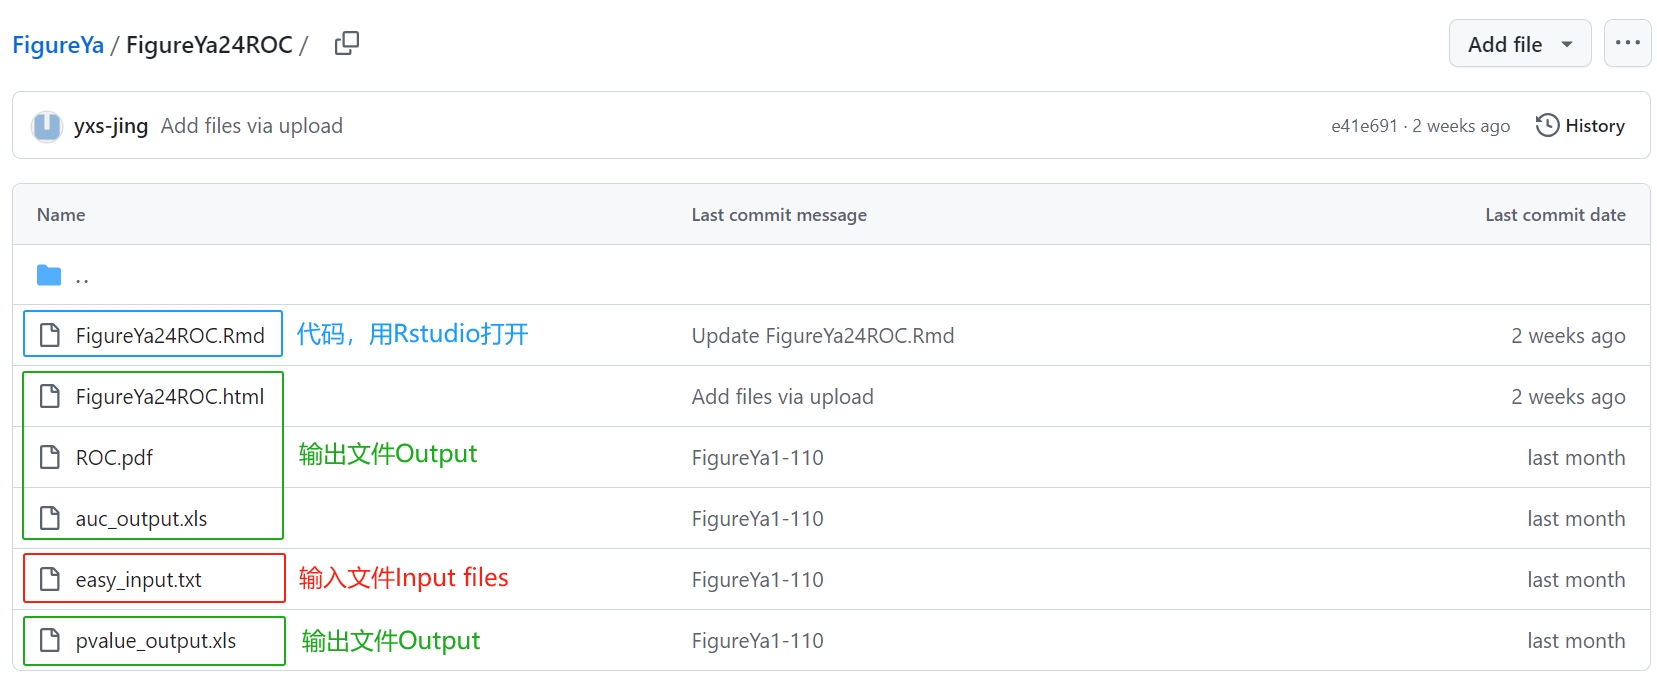 FigureYa / FigureYa24ROC /
Add file
yxs-jing Add files via upload
e41e691 · 2 weeks ago
History
Name Last commit message Last commit date
..
FigureYa24ROC.Rmd 代码，用Rstudio打开 Update FigureYa24ROC.Rmd 2 weeks ago
FigureYa24ROC.html Add files via upload 2 weeks ago
ROC.pdf 输出文件Output FigureYa1-110 last month
auc_output.xls FigureYa1-110 last month
easy_input.txt 输入文件Input files FigureYa1-110 last month
pvalue_output.xls 输出文件Output FigureYa1-110 last month